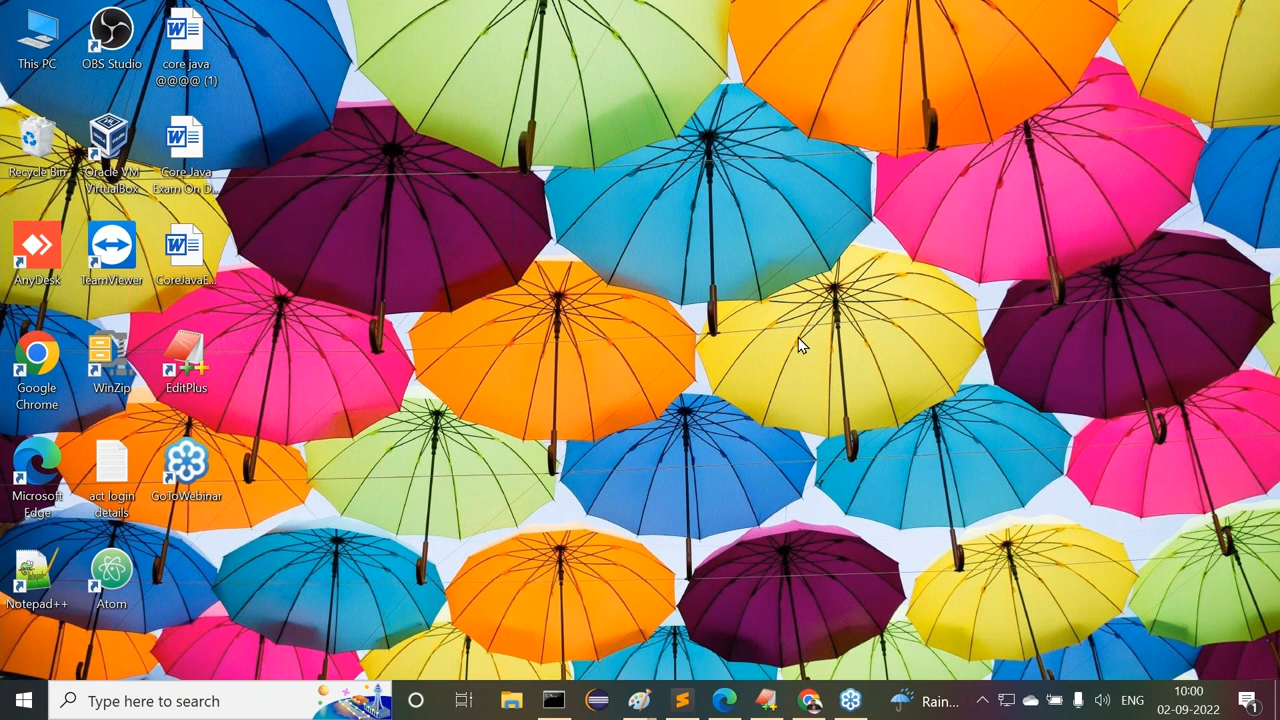 This PC
OBS Studio
core java
@@@@ (1)
Recycle Bin
Oracle VM
VirtualBox
Core Java
Exam On D...
AnyDesk
TeamViewer
CoreJavaE...
Google
Chrome
WinZip
EditPlus
Microsoft
Edge
act login
details
GoToWebinar
Notepad++
Atom
Type here to search
Rain...
ENG
10:00
02-09-2022
1